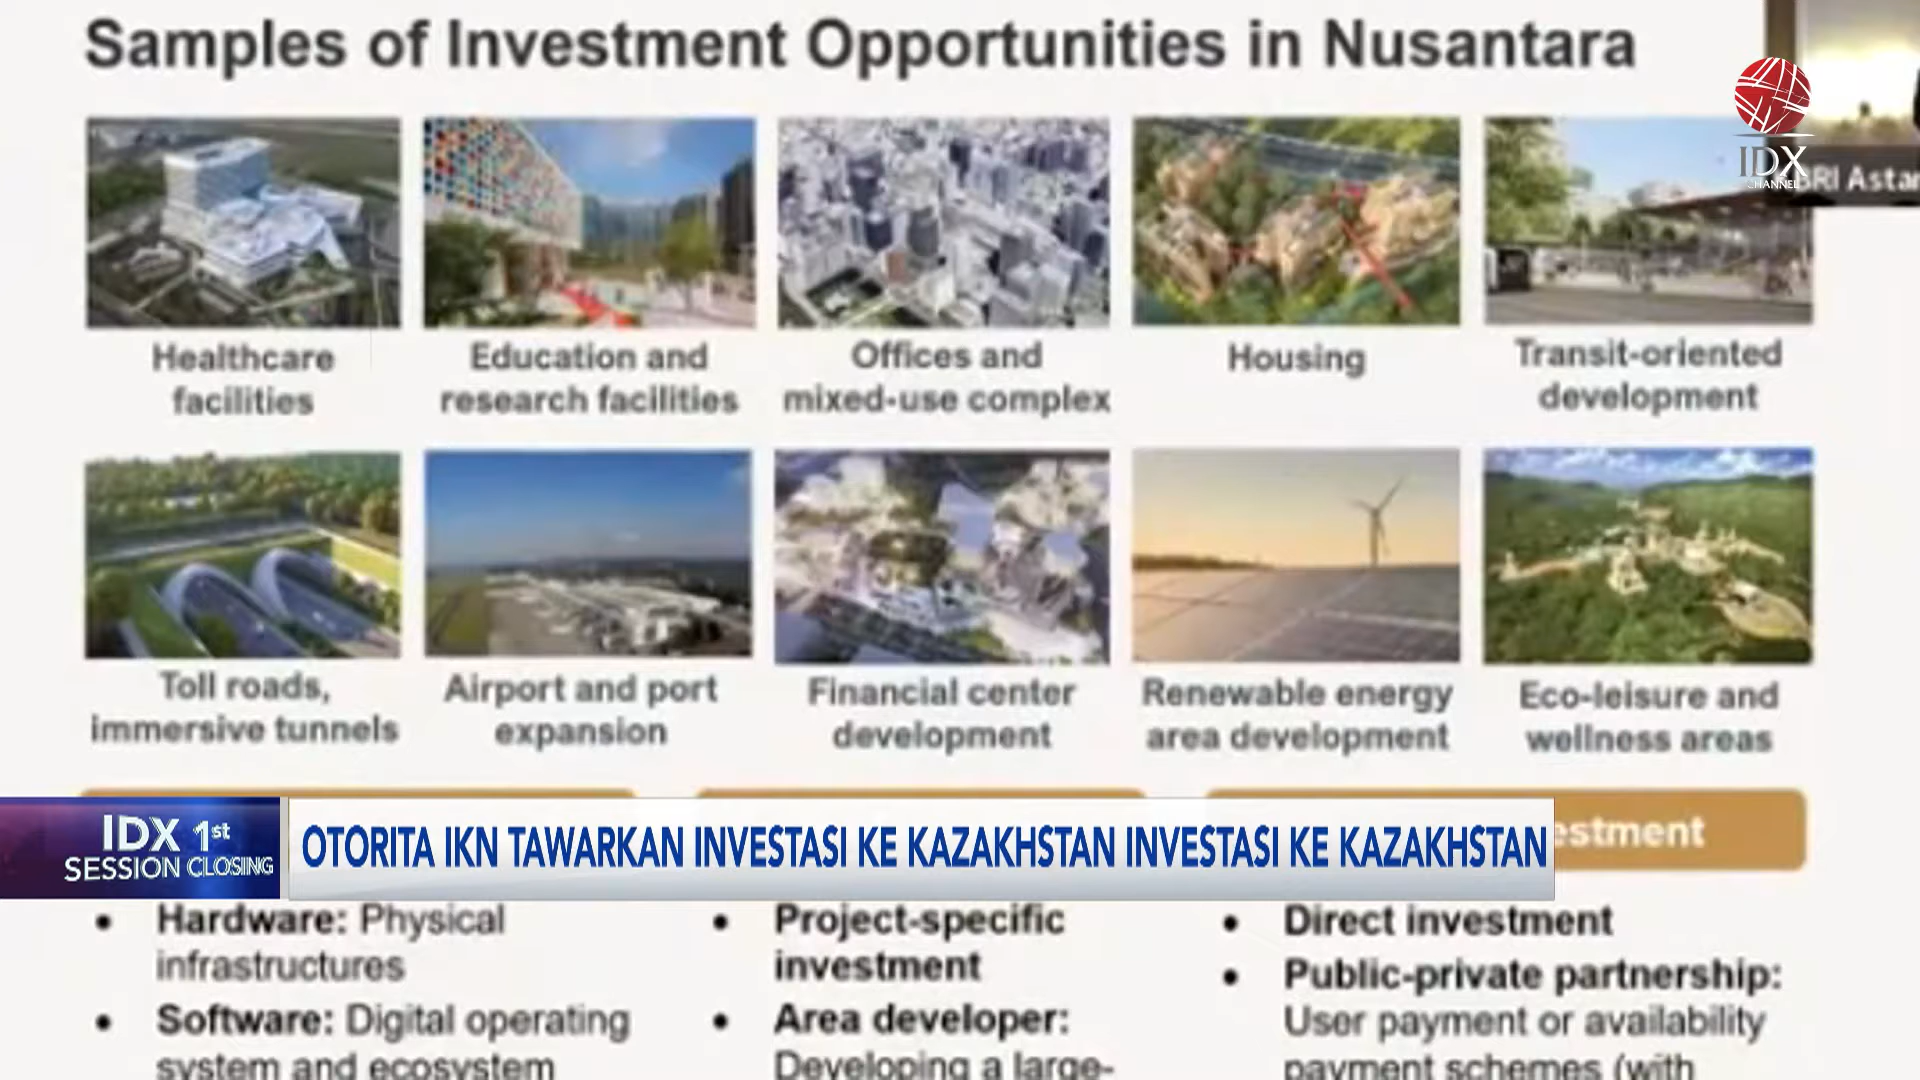 Samples of Investment Opportunities in Nusantara
IDX
CHANNEL
BRI Astan
Healthcare
facilities
Education and
research facilities
Offices and
mixed-use complex
Housing
Transit-oriented
development
Toll roads,
immersive tunnels
Airport and port
expansion
Financial center
development
Renewable energy
area development
Eco-leisure and
wellness areas
IDX 1st
SESSION CLOSING
OTORITA IKN TAWARKAN INVESTASI KE KAZAKHSTAN INVESTASI KE KAZAKHSTAN
estment
• Hardware: Physical
infrastructures
• Software: Digital operating
system and ecosystem
• Project-specific
investment
• Area developer:
Developing a large-
• Direct investment
• Public-private partnership:
User payment or availability
payment schemes (with